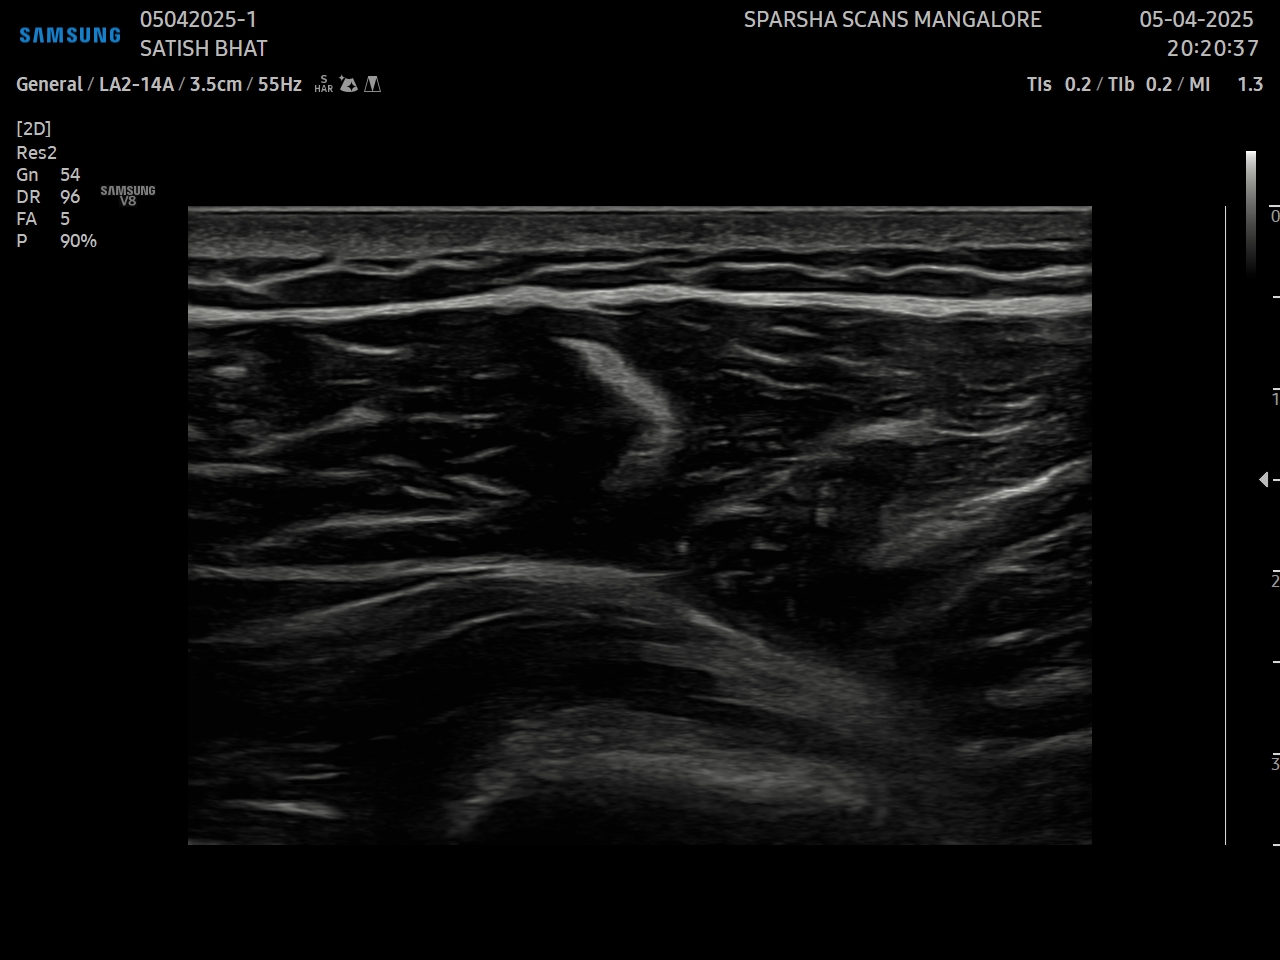 SAMSUNG
05042025-1
SATISH BHAT
SPARSHA SCANS MANGALORE
05-04-2025
20:20:37
General / LA2-14A / 3.5cm / 55Hz S HAR
TIs 0.2 / TIb 0.2 / MI 1.3
[2D]
Res2
Gn 54
DR 96
FA 5
P 90%
SAMSUNG
V8
0
1
2
3